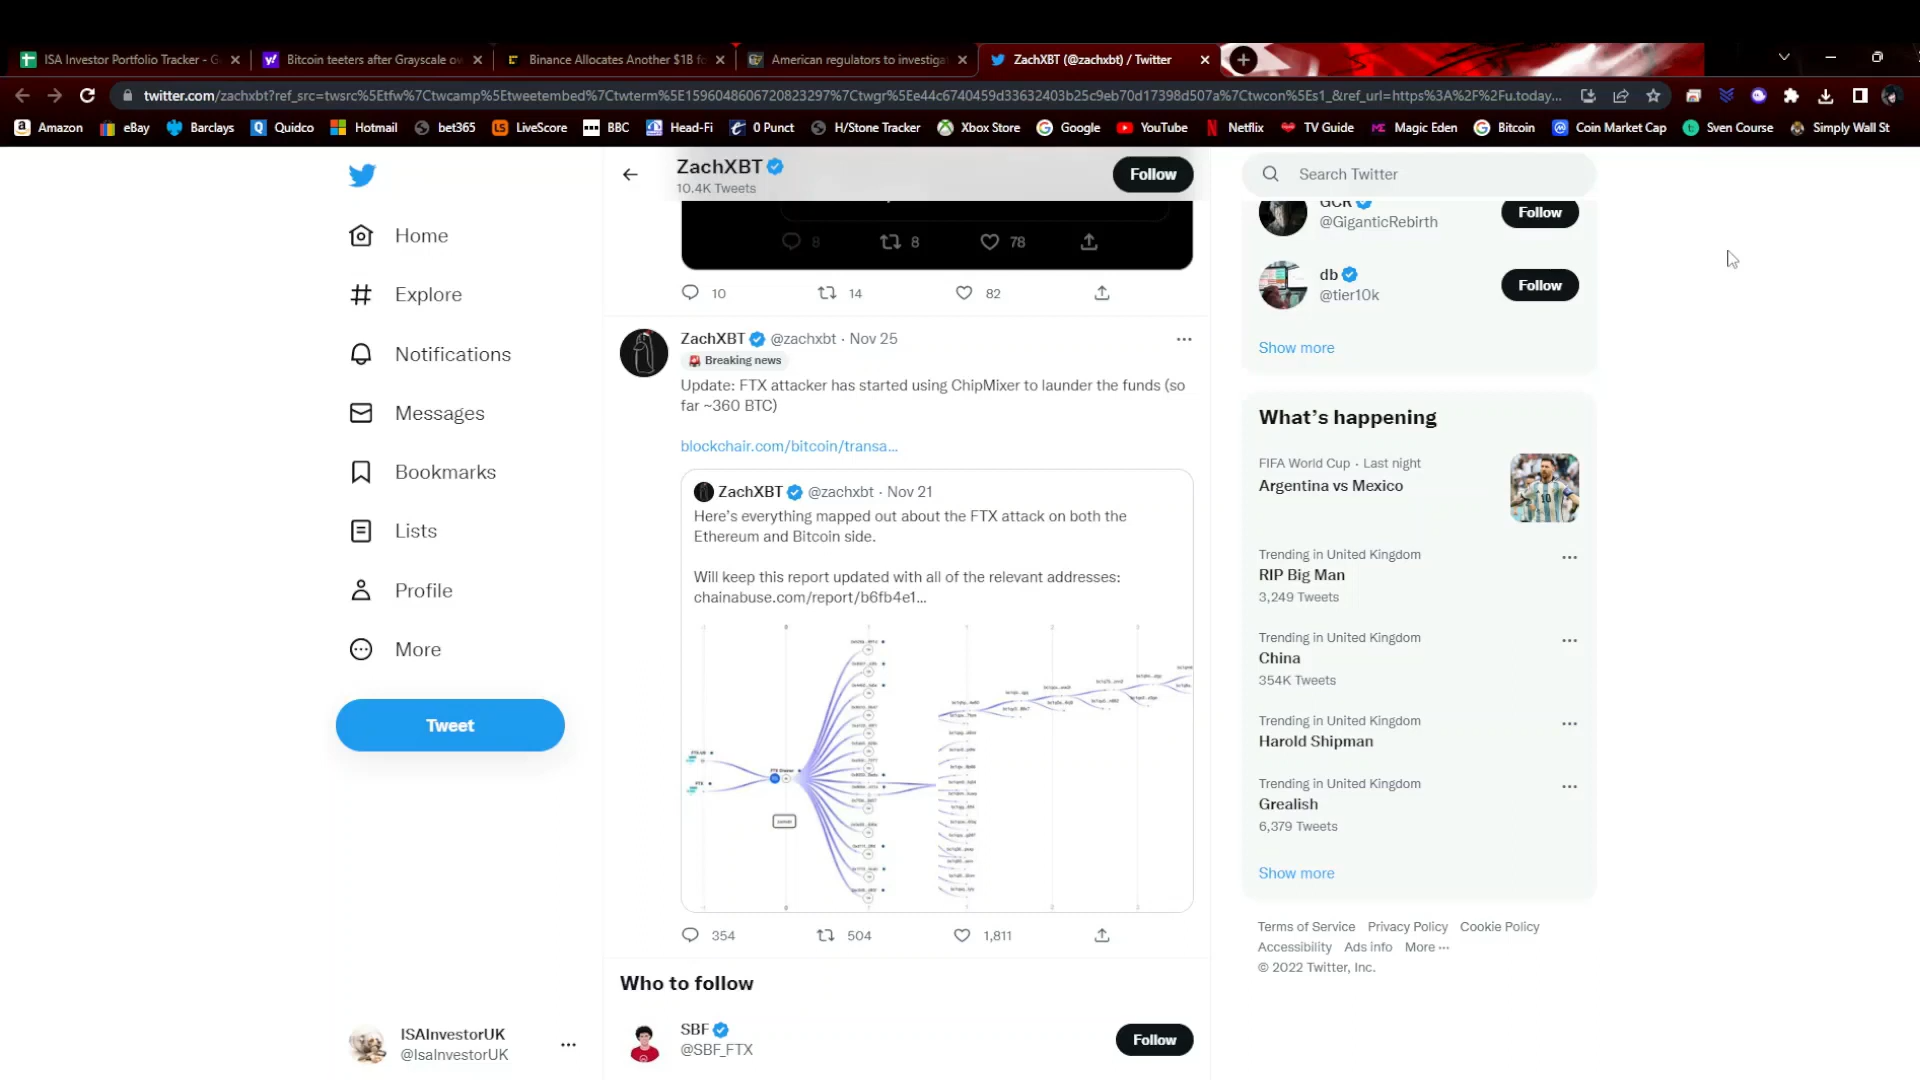 ISA Investor Portfolio Tracker - G
Bitcoin teeters after Grayscale ow
Binance Allocates Another $1B fo
American regulators to investiga
ZachXBT (@zachxbt) / Twitter
twitter.com/zachxbt?ref_src=twsrc%5Etfw%7Ctwcamp%5Etweetembed%7Ctwterm%5E1596048606720823297%7Ctwgr%5Ee44c6740459d33632403b25c9eb70d17398d507a%7Ctwcon%5Es1_&ref_url=https%3A%2F%2Fu.today...
Amazon eBay Barclays Quidco Hotmail bet365 LiveScore BBC Head-Fi 0 Punct H/Stone Tracker Xbox Store Google YouTube Netflix TV Guide Magic Eden Bitcoin Coin Market Cap Sven Course Simply Wall St
Home
Explore
Notifications
Messages
Bookmarks
Lists
Profile
More
Tweet
ISAInvestorUK
@IsaInvestorUK
ZachXBT
10.4K Tweets
Follow
8 8 78
10 14 82
ZachXBT @zachxbt · Nov 25
Breaking news
Update: FTX attacker has started using ChipMixer to launder the funds (so
far ~360 BTC)
blockchair.com/bitcoin/transa...
ZachXBT @zachxbt · Nov 21
Here's everything mapped out about the FTX attack on both the
Ethereum and Bitcoin side.
Will keep this report updated with all of the relevant addresses:
chainabuse.com/report/b6fb4e1...
354 504 1,811
Who to follow
SBF
@SBF_FTX
Follow
Search Twitter
GCR
@GiganticRebirth
Follow
db
@tier10k
Follow
Show more
What's happening
FIFA World Cup · Last night
Argentina vs Mexico
Trending in United Kingdom
RIP Big Man
3,249 Tweets
Trending in United Kingdom
China
354K Tweets
Trending in United Kingdom
Harold Shipman
Trending in United Kingdom
Grealish
6,379 Tweets
Show more
Terms of Service Privacy Policy Cookie Policy
Accessibility Ads info More ···
© 2022 Twitter, Inc.